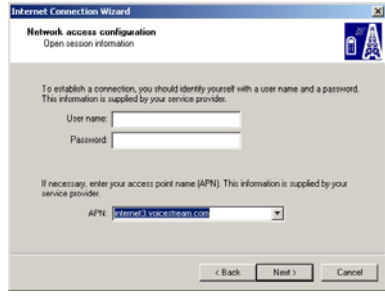 Internet Connection Wizard
Network access configuration
Open session information
To establish a connection, you should identify yourself with a user name and a password.
This information is supplied by your service provider.
User name:
Password:
If necessary, enter your access point name (APN). This information is supplied by your
service provider.
APN: internet3.voicestream.com
< Back Next > Cancel